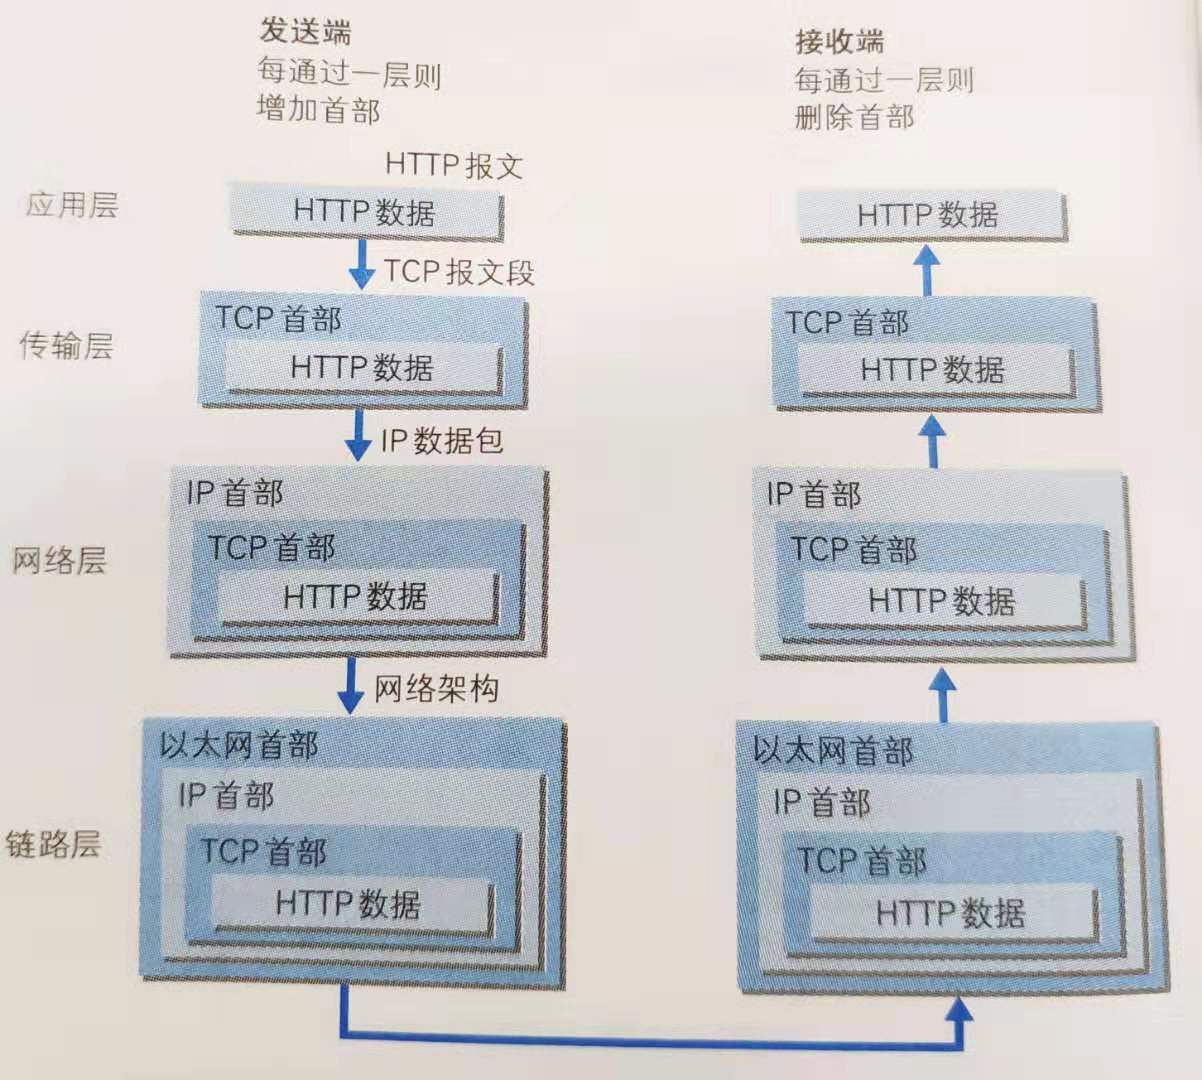 发送端
每通过一层则
增加首部
接收端
每通过一层则
删除首部
HTTP 报文
应用层
HTTP 数据
HTTP 数据
TCP 报文段
传输层
TCP 首部
HTTP 数据
TCP 首部
HTTP 数据
IP 数据包
网络层
IP 首部
TCP 首部
HTTP 数据
IP 首部
TCP 首部
HTTP 数据
网络架构
链路层
以太网首部
IP 首部
TCP 首部
HTTP 数据
以太网首部
IP 首部
TCP 首部
HTTP 数据